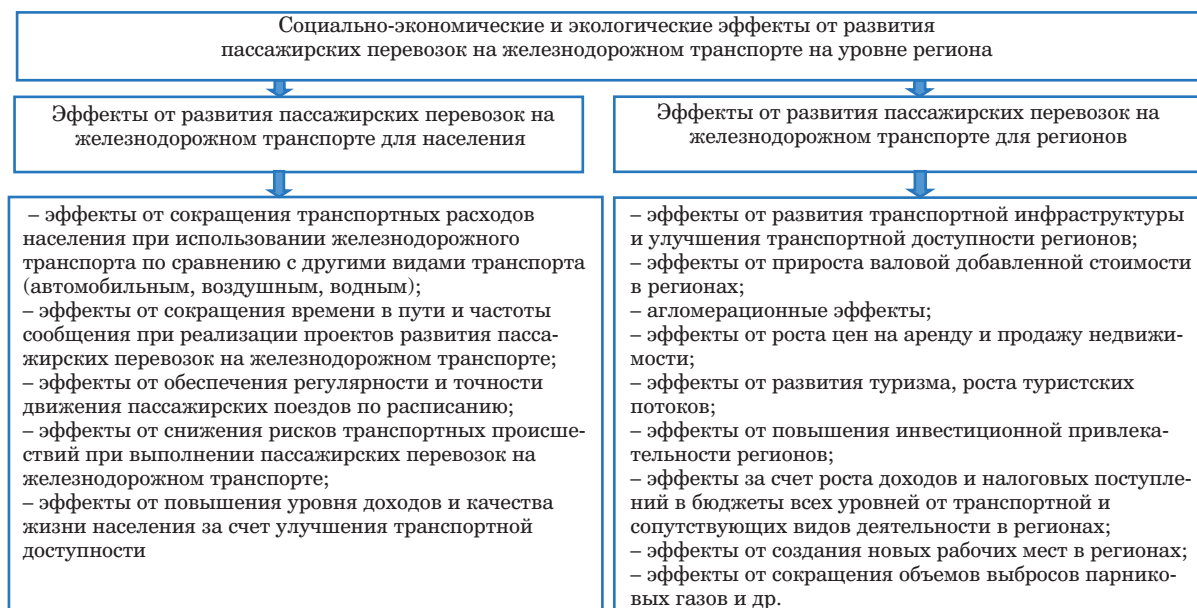 Социально-экономические и экологические эффекты от развития
пассажирских перевозок на железнодорожном транспорте на уровне региона
Эффекты от развития пассажирских перевозок на
железнодорожном транспорте для населения
Эффекты от развития пассажирских перевозок на
железнодорожном транспорте для регионов
– эффекты от сокращения транспортных расходов
населения при использовании железнодорожного
транспорта по сравнению с другими видами транспорта
(автомобильным, воздушным, водным);
– эффекты от сокращения времени в пути и частоты
сообщения при реализации проектов развития пасса-
жирских перевозок на железнодорожном транспорте;
– эффекты от обеспечения регулярности и точности
движения пассажирских поездов по расписанию;
– эффекты от снижения рисков транспортных происше-
ствий при выполнении пассажирских перевозок на
железнодорожном транспорте;
– эффекты от повышения уровня доходов и качества
жизни населения за счет улучшения транспортной
доступности
– эффекты от развития транспортной инфраструктуры
и улучшения транспортной доступности регионов;
– эффекты от прироста валовой добавленной стоимости
в регионах;
– агломерационные эффекты;
– эффекты от роста цен на аренду и продажу недвижи-
мости;
– эффекты от развития туризма, роста туристских
потоков;
– эффекты от повышения инвестиционной привлека-
тельности регионов;
– эффекты за счет роста доходов и налоговых поступле-
ний в бюджеты всех уровней от транспортной и
сопутствующих видов деятельности в регионах;
– эффекты от создания новых рабочих мест в регионах;
– эффекты от сокращения объемов выбросов парнико-
вых газов и др.